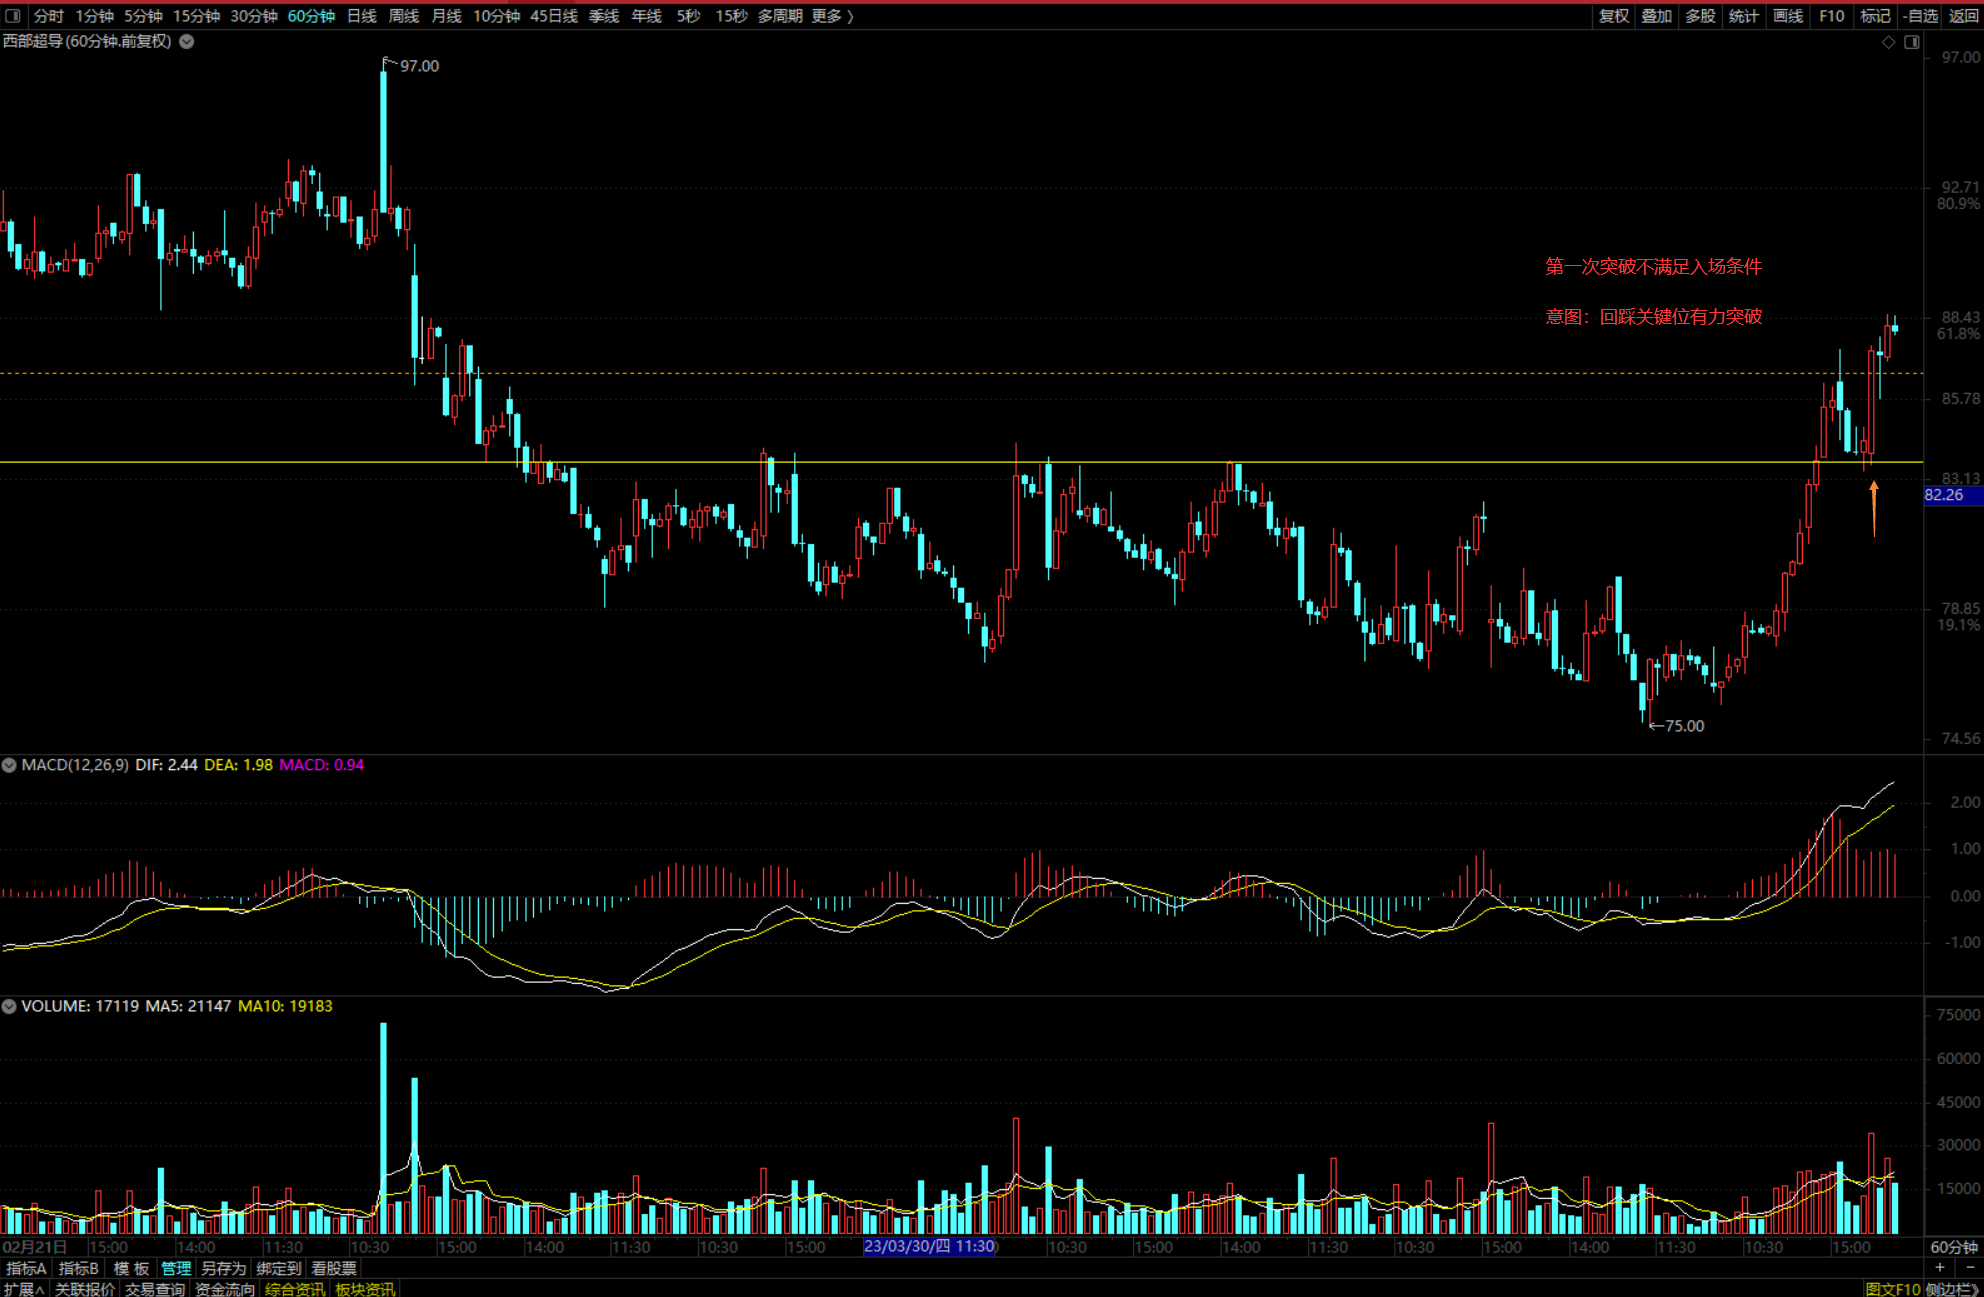 分时 1分钟 5分钟 15分钟 30分钟 60分钟 日线 周线 月线 10分钟 45日线 季线 年线 5秒 15秒 多周期 更多 〉 复权 叠加 多股 统计 画线 F10 标记 -自选 返回
西部超导(60分钟.前复权)
97.00
97.00
92.71
80.9%
第一次突破不满足入场条件
意图：回踩关键位有力突破
88.43
61.8%
85.78
83.13
82.26
78.85
19.1%
75.00
74.56
MACD(12,26,9) DIF: 2.44 DEA: 1.98 MACD: 0.94
2.00
1.00
0.00
-1.00
VOLUME: 17119 MA5: 21147 MA10: 19183
75000
60000
45000
30000
15000
02月21日 15:00 14:00 11:30 10:30 15:00 14:00 11:30 10:30 15:00 23/03/30/四 11:30 10:30 15:00 14:00 11:30 10:30 15:00 14:00 11:30 10:30 15:00 60分钟
指标A 指标B 模板 管理 另存为 绑定到 看股票 + -
扩展∧ 关联报价 交易查询 资金流向 综合资讯 板块资讯 图文F10 侧边栏》